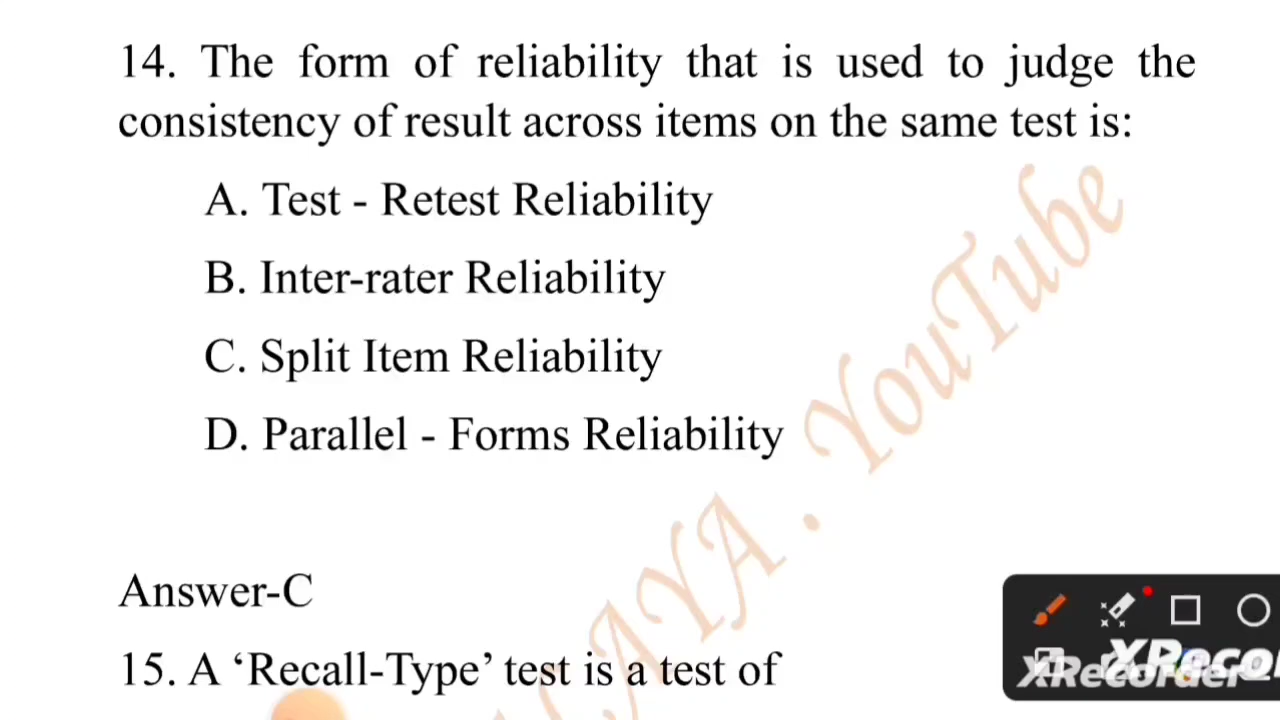 14. The form of reliability that is used to judge the
consistency of result across items on the same test is:
A. Test - Retest Reliability
B. Inter-rater Reliability
C. Split Item Reliability
D. Parallel - Forms Reliability
YouTube
Answer-C
15. A ‘Recall-Type’ test is a test of
XRecorder